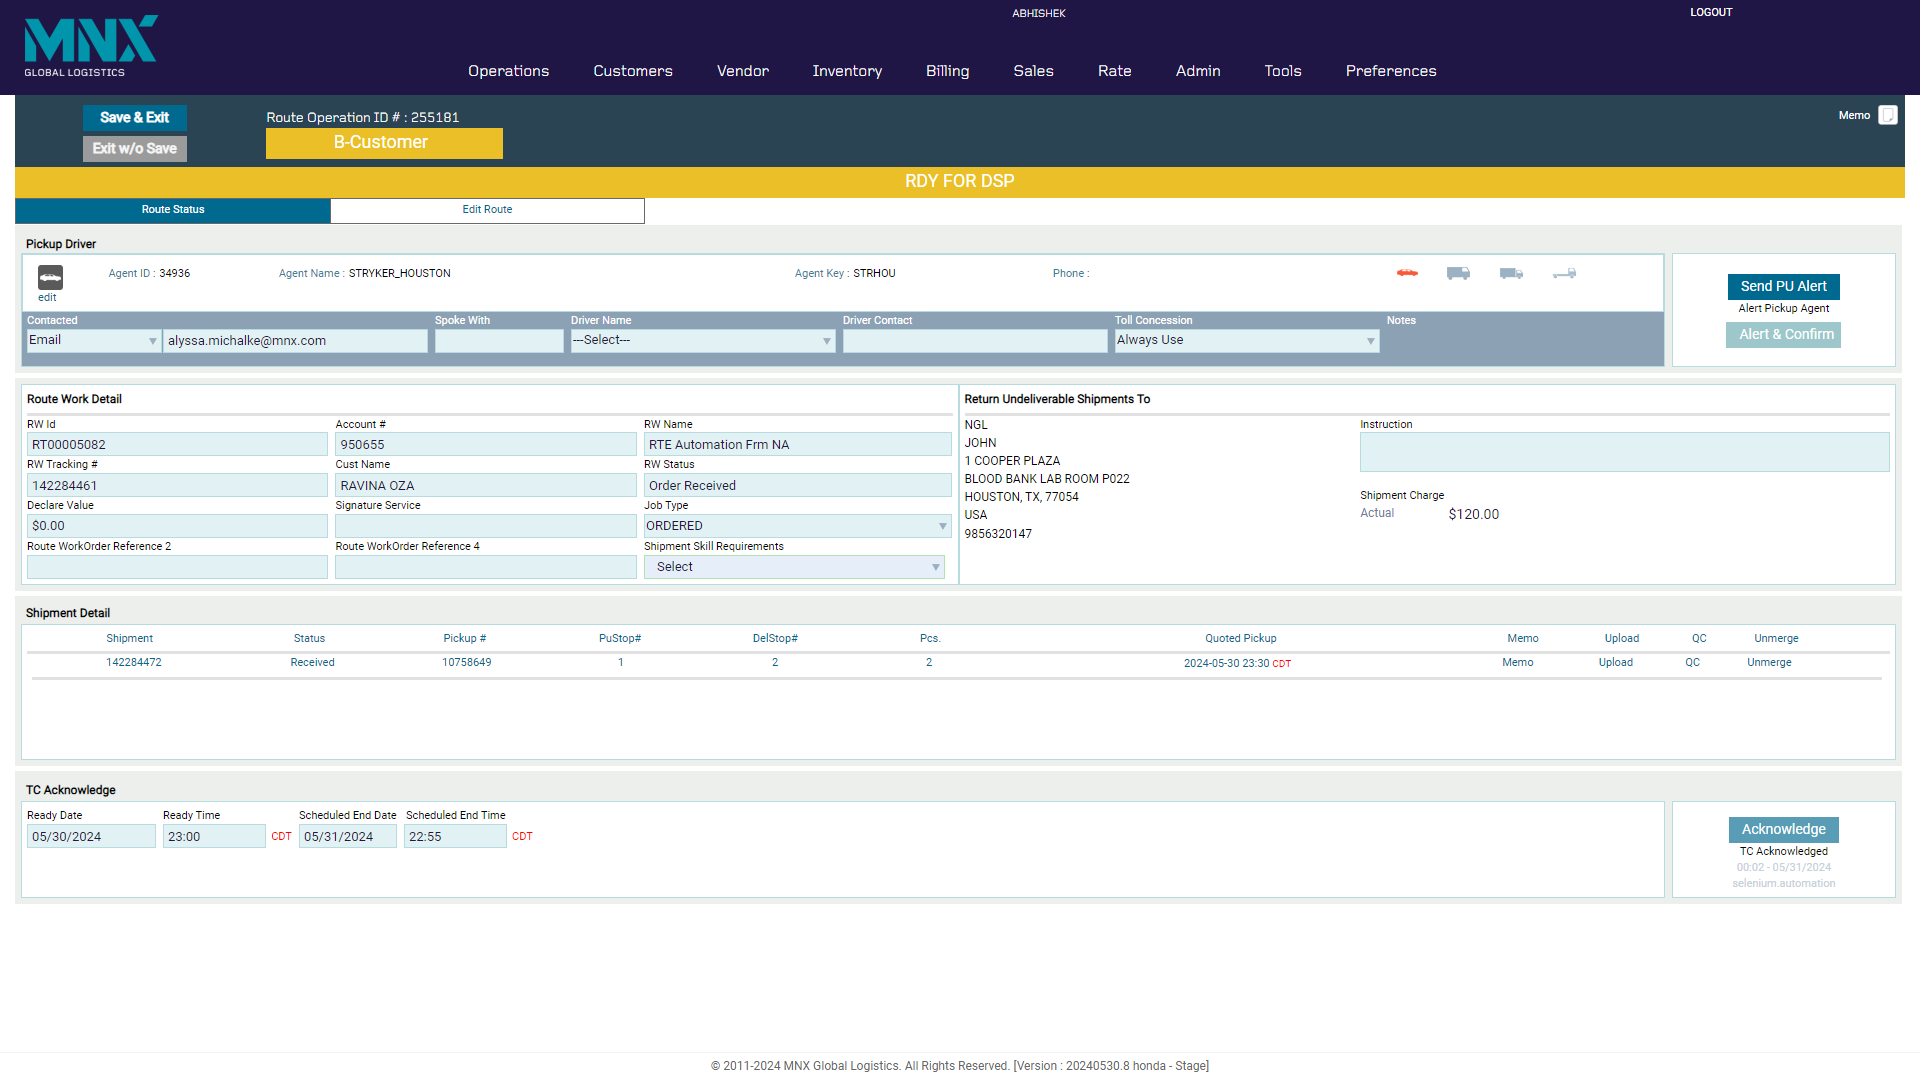 ABHISHEK
LOGOUT
MNX
GLOBAL LOGISTICS
Operations Customers Vendor Inventory Billing Sales Rate Admin Tools Preferences
Save & Exit
Exit w/o Save
Route Operation ID # : 255181
B-Customer
Memo
RDY FOR DSP
Route Status Edit Route
Pickup Driver
edit
Agent ID : 34936 Agent Name : STRYKER_HOUSTON Agent Key : STRHOU Phone :
Contacted Spoke With Driver Name Driver Contact Toll Concession Notes
Email alyssa.michalke@mnx.com ---Select--- Always Use
Send PU Alert
Alert Pickup Agent
Alert & Confirm
Route Work Detail
RW Id Account # RW Name
RT00005082 950655 RTE Automation Frm NA
RW Tracking # Cust Name RW Status
142284461 RAVINA OZA Order Received
Declare Value Signature Service Job Type
$0.00 ORDERED
Route WorkOrder Reference 2 Route WorkOrder Reference 4 Shipment Skill Requirements
Select
Return Undeliverable Shipments To
NGL
JOHN
1 COOPER PLAZA
BLOOD BANK LAB ROOM P022
HOUSTON, TX, 77054
USA
9856320147
Instruction
Shipment Charge
Actual $120.00
Shipment Detail
Shipment Status Pickup # PuStop# DelStop# Pcs. Quoted Pickup Memo Upload QC Unmerge
142284472 Received 10758649 1 2 2 2024-05-30 23:30 CDT Memo Upload QC Unmerge
TC Acknowledge
Ready Date Ready Time Scheduled End Date Scheduled End Time
05/30/2024 23:00 CDT 05/31/2024 22:55 CDT
Acknowledge
TC Acknowledged
00:02 - 05/31/2024
selenium.automation
© 2011-2024 MNX Global Logistics. All Rights Reserved. [Version : 20240530.8 honda - Stage]